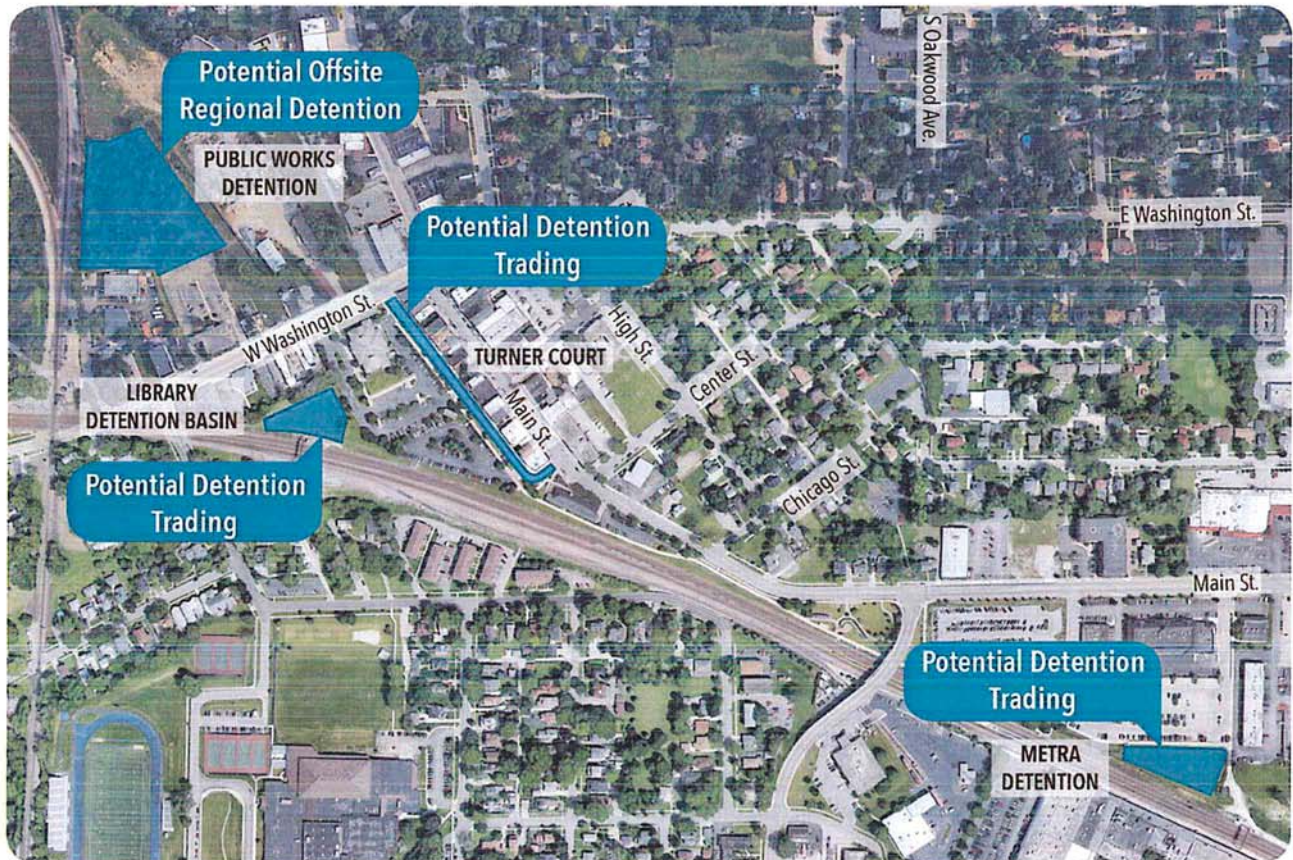 S Oakwood Ave.
Potential Offsite
Regional Detention
PUBLIC WORKS
DETENTION
E Washington St.
Potential Detention
Trading
W Washington St.
High St.
TURNER COURT
Center St.
Main St.
LIBRARY
DETENTION BASIN
Chicago St.
Potential Detention
Trading
Main St.
Potential Detention
Trading
METRA
DETENTION